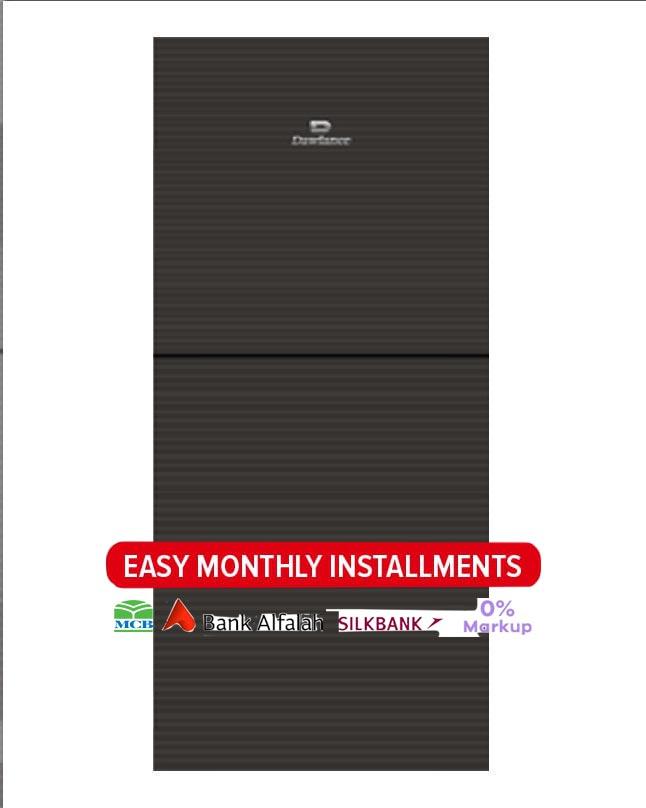 Dawlance
EASY MONTHLY INSTALLMENTS
MCB Bank Alfalah SILKBANK
0%
Markup